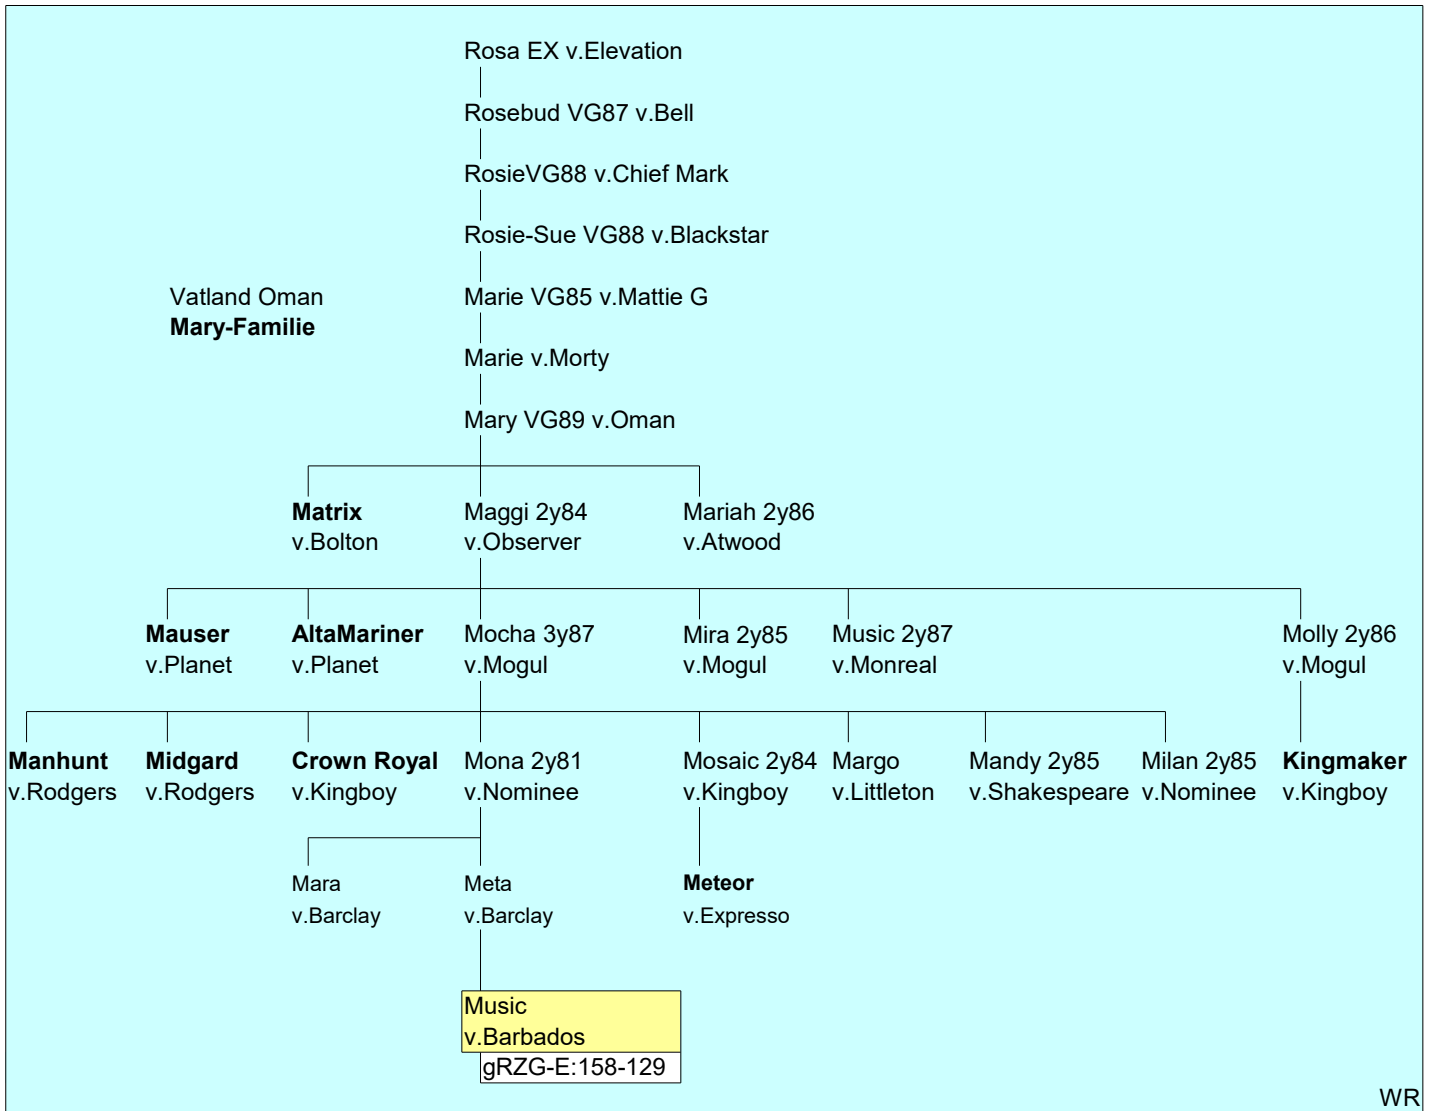 Rosa EX v.Elevation
Rosebud VG87 v.Bell
RosieVG88 v.Chief Mark
Rosie-Sue VG88 v.Blackstar
Vatland Oman
Mary-Familie
Marie VG85 v.Mattie G
Marie v.Morty
Mary VG89 v.Oman
Matrix
v.Bolton
Maggi 2y84
v.Observer
Mariah 2y86
v.Atwood
Mauser
v.Planet
AltaMariner
v.Planet
Mocha 3y87
v.Mogul
Mira 2y85
v.Mogul
Music 2y87
v.Monreal
Molly 2y86
v.Mogul
Manhunt
v.Rodgers
Midgard
v.Rodgers
Crown Royal
v.Kingboy
Mona 2y81
v.Nominee
Mosaic 2y84
v.Kingboy
Margo
v.Littleton
Mandy 2y85
v.Shakespeare
Milan 2y85
v.Nominee
Kingmaker
v.Kingboy
Mara
v.Barclay
Meta
v.Barclay
Meteor
v.Expresso
Music
v.Barbados
gRZG-E:158-129
WR